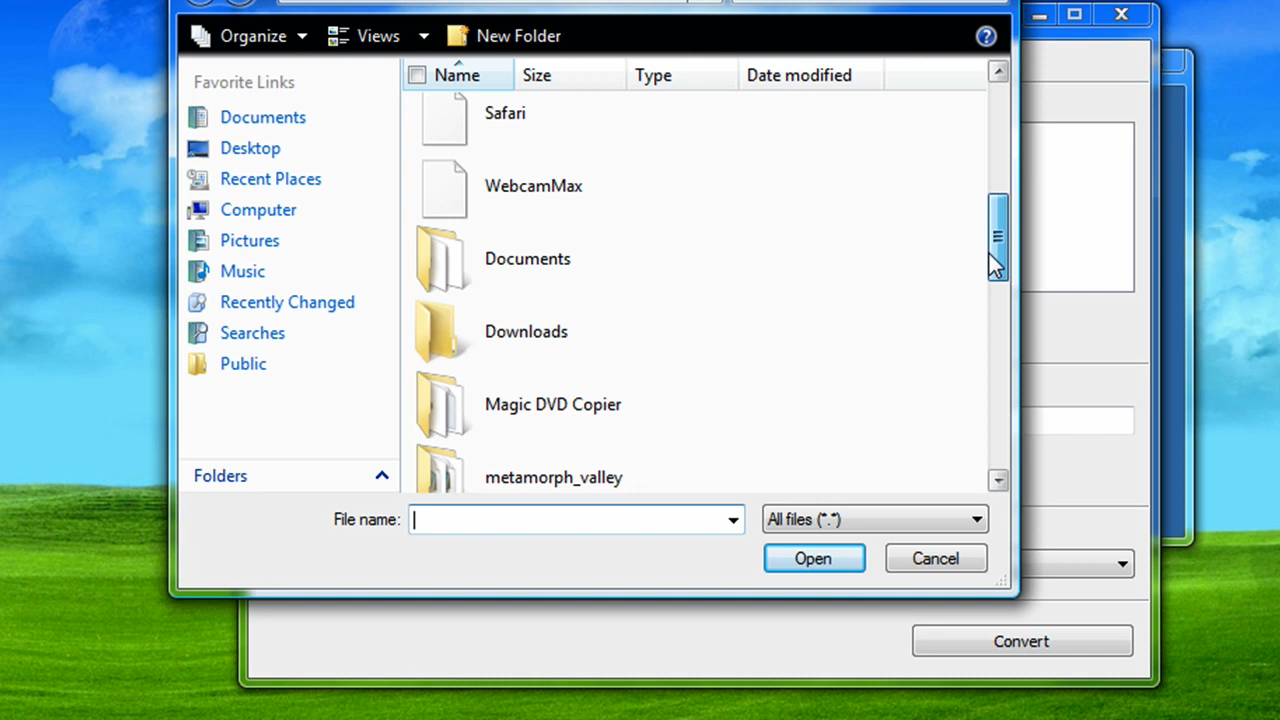 Organize Views New Folder
Favorite Links
Documents
Desktop
Recent Places
Computer
Pictures
Music
Recently Changed
Searches
Public
Folders
Name Size Type Date modified
Safari
WebcamMax
Documents
Downloads
Magic DVD Copier
metamorph_valley
File name: All files (*.*)
Open Cancel
Convert